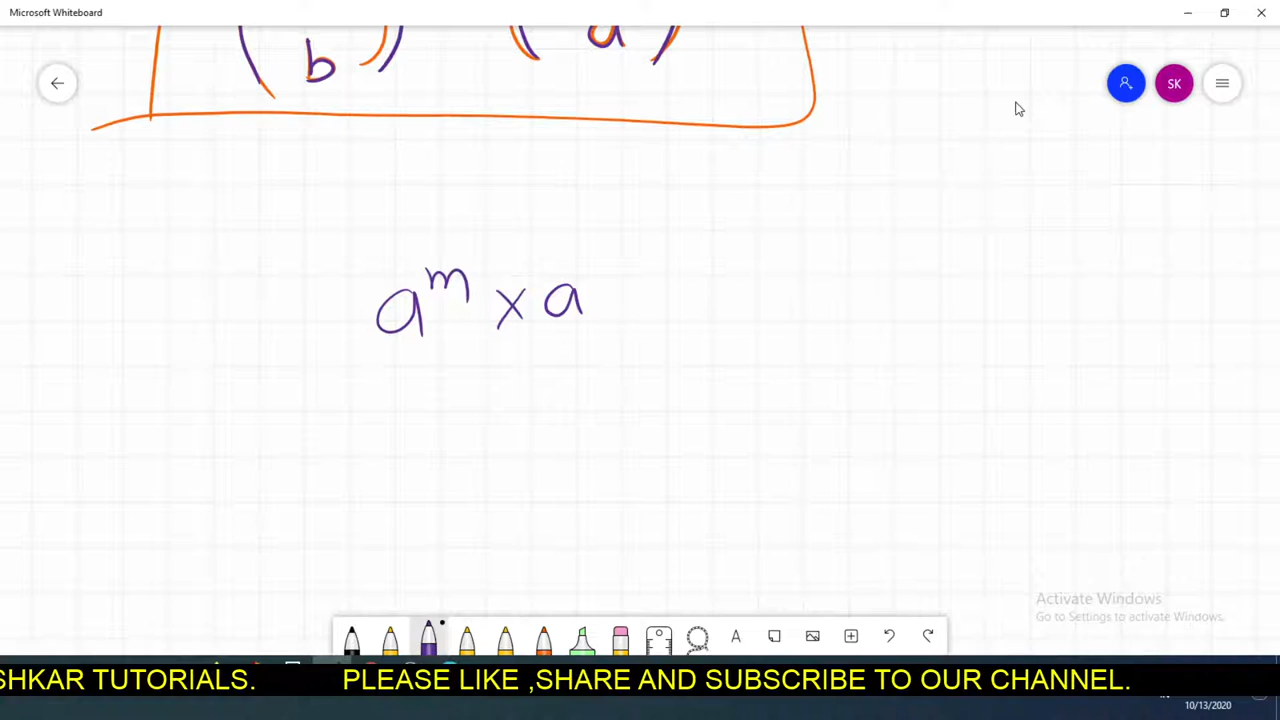 Microsoft Whiteboard
( b ) ( a )
SK
a^m × a
Activate Windows
Go to Settings to activate Windows.
A
SHKAR TUTORIALS. PLEASE LIKE ,SHARE AND SUBSCRIBE TO OUR CHANNEL.
10/13/2020